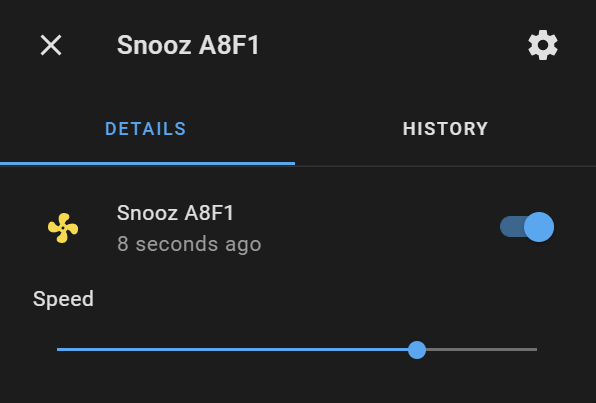 Snooz A8F1
DETAILS
HISTORY
Snooz A8F1
8 seconds ago
Speed